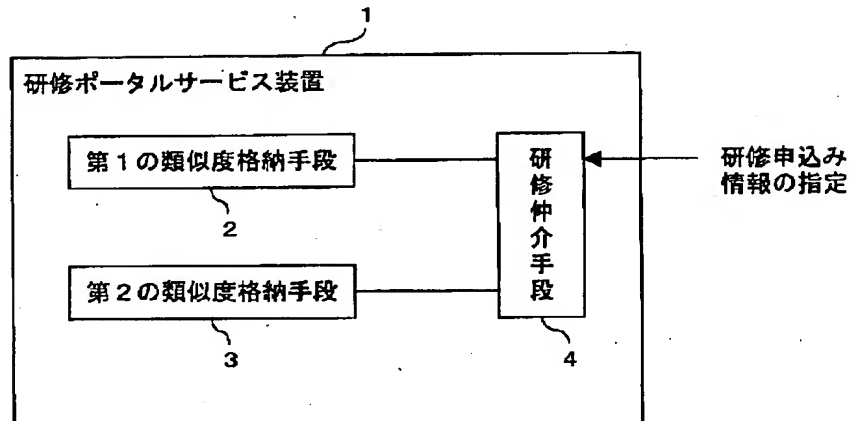 1
研修ポータルサービス装置
第1の類似度格納手段
2
第2の類似度格納手段
3
研修仲介手段
4
研修申込み
情報の指定